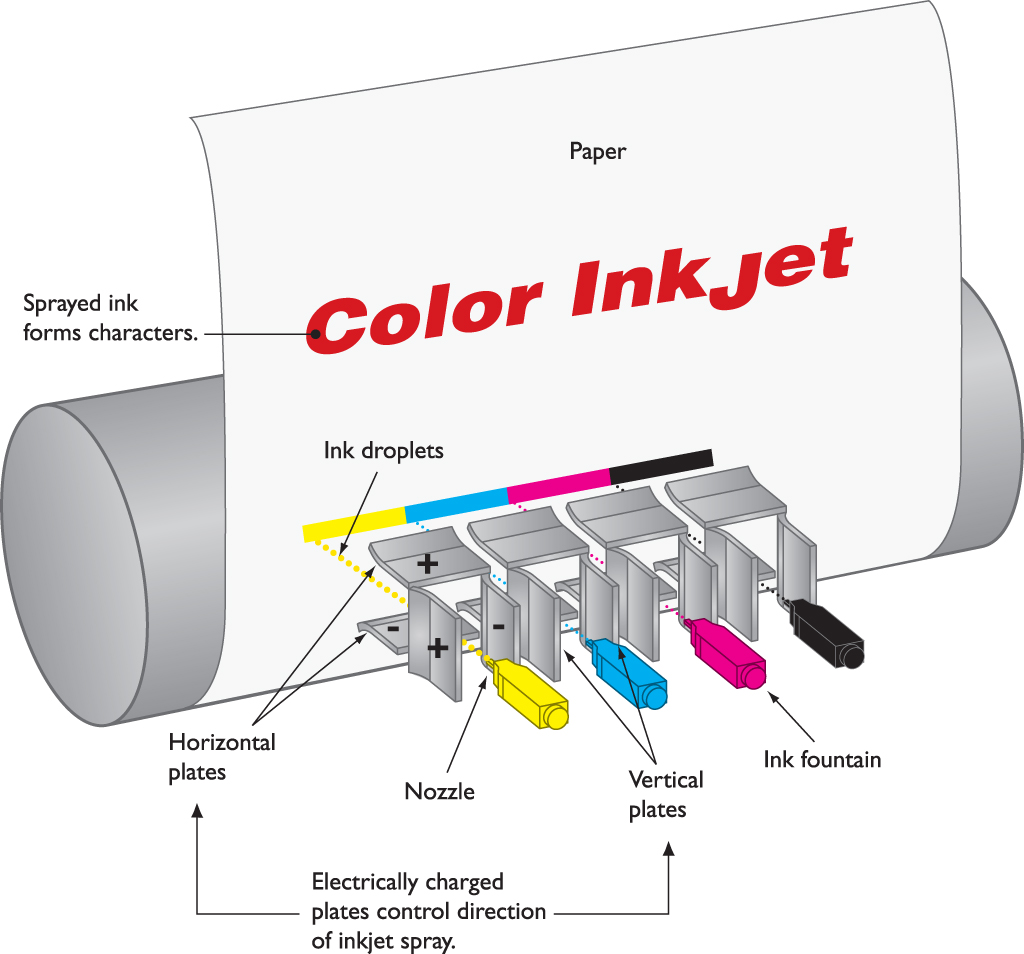 Paper
Color Inkjet
Sprayed ink
forms characters.
Ink droplets
+
-
+
-
Horizontal
plates
Nozzle
Vertical
plates
Ink fountain
Electrically charged
plates control direction
of inkjet spray.